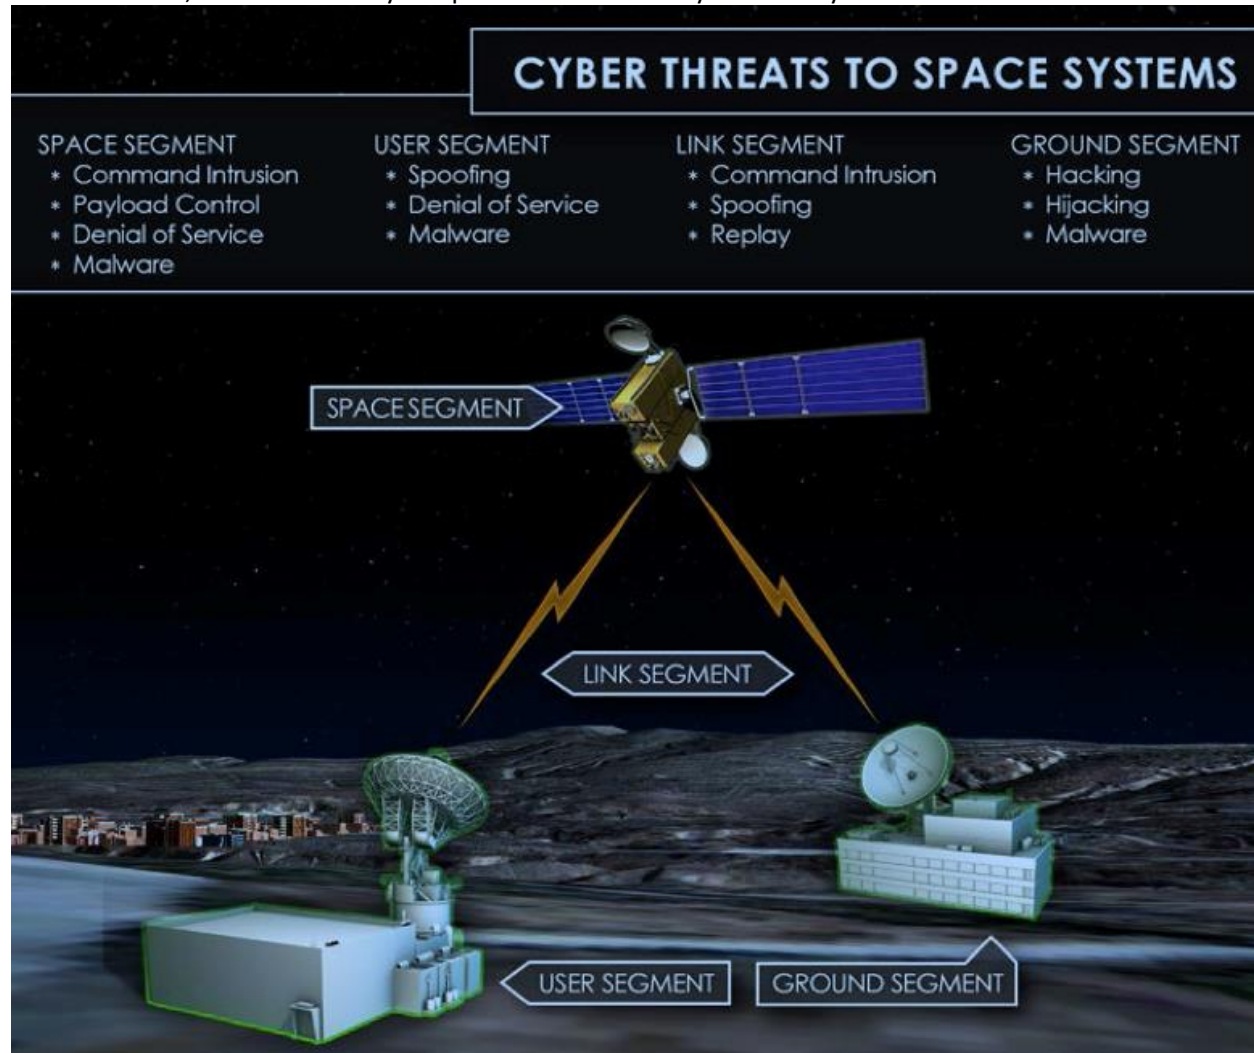 CYBER THREATS TO SPACE SYSTEMS
SPACE SEGMENT
* Command Intrusion
* Payload Control
* Denial of Service
* Malware
USER SEGMENT
* Spoofing
* Denial of Service
* Malware
LINK SEGMENT
* Command Intrusion
* Spoofing
* Replay
GROUND SEGMENT
* Hacking
* Hijacking
* Malware
SPACE SEGMENT
LINK SEGMENT
USER SEGMENT
GROUND SEGMENT